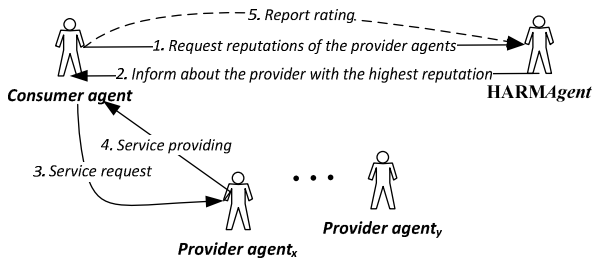 5. Report rating
1. Request reputations of the provider agents
2. Inform about the provider with the highest reputation
Consumer agent
HARMAgent
4. Service providing
3. Service request
Provider agentx
Provider agenty